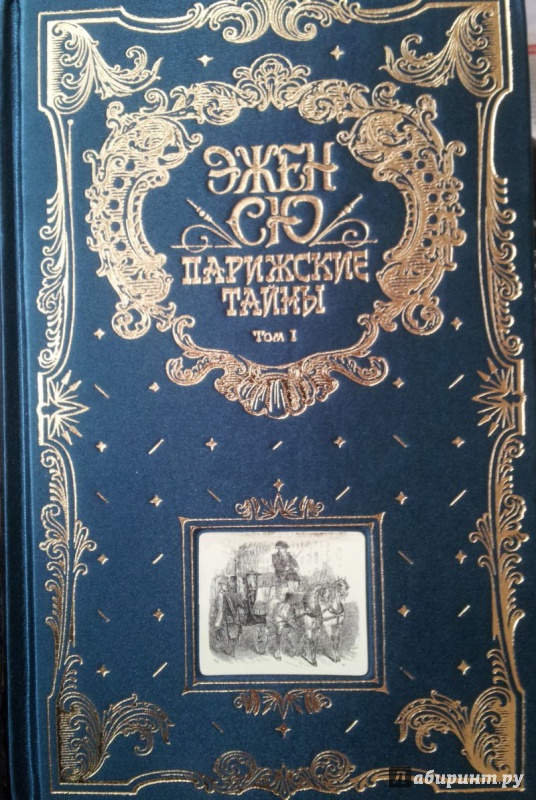 ЭЖЕН
СЮ
ПАРИЖСКИЕ
ТАЙНЫ
Том I
Лабиринт.ру